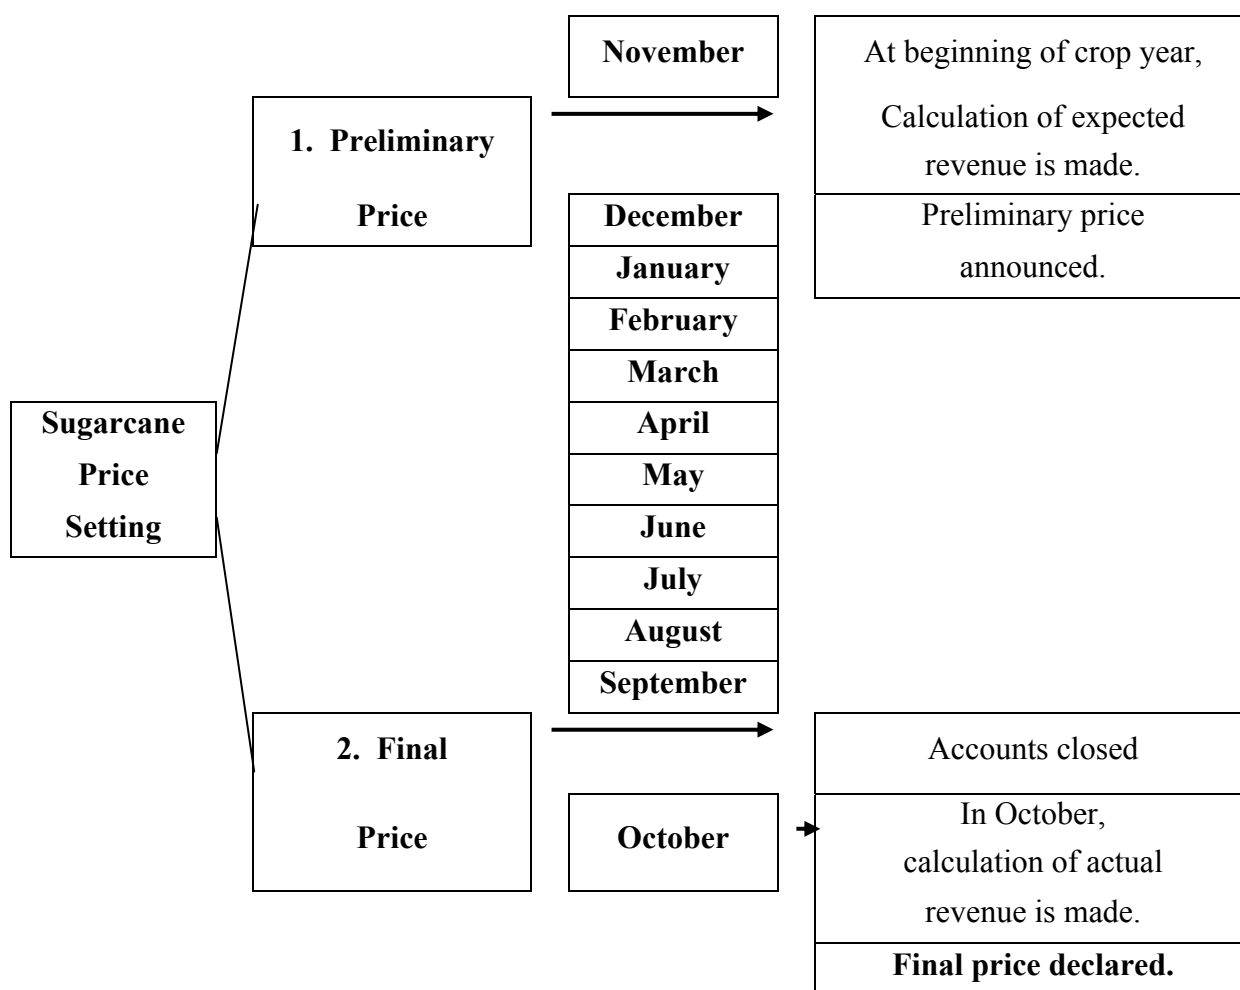 November
At beginning of crop year,
Calculation of expected
revenue is made.
1. Preliminary
Price
December
Preliminary price
announced.
January
February
March
April
May
June
July
August
September
Sugarcane
Price
Setting
2. Final
Price
Accounts closed
October
In October,
calculation of actual
revenue is made.
Final price declared.